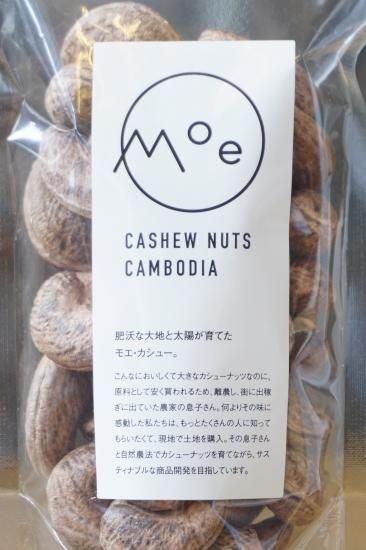 Moe
CASHEW NUTS
CAMBODIA
肥沃な大地と太陽が育てた
モエ・カシュー。
こんなにおいしくて大きなカシューナッツなのに、
原料として安く買われるため、離農し、街に出稼
ぎに出ていた農家の息子さん。何よりその味に
感動した私たちは、もっとたくさんの人に知って
もらいたくて、現地で土地を購入。その息子さん
と自然農法でカシューナッツを育てながら、サス
ティナブルな商品開発を目指しています。